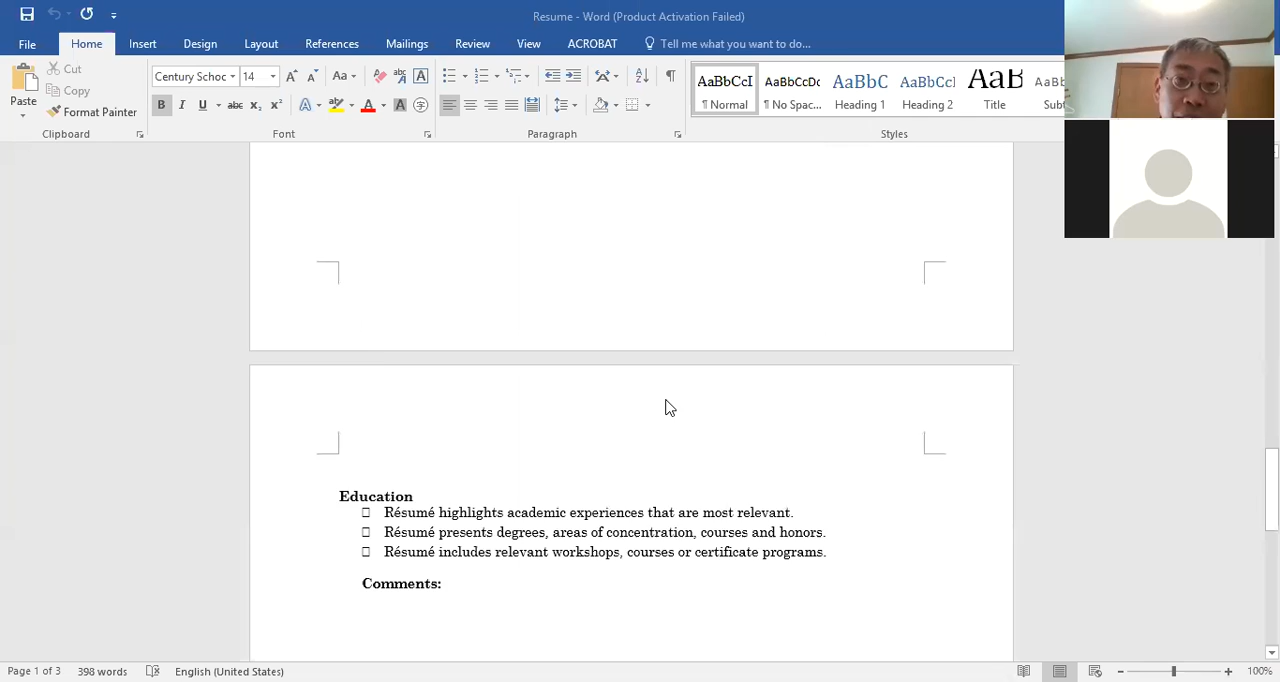 Resume - Word (Product Activation Failed)
File Home Insert Design Layout References Mailings Review View ACROBAT Tell me what you want to do...
Paste
Cut
Copy
Format Painter
Century Schoc 14
AaBbCcI AaBbCcDc AaBbC AaBbCcI AaB AaBb
¶ Normal ¶ No Spac... Heading 1 Heading 2 Title Subt
Clipboard Font Paragraph Styles
Education
Résumé highlights academic experiences that are most relevant.
Résumé presents degrees, areas of concentration, courses and honors.
Résumé includes relevant workshops, courses or certificate programs.
Comments:
Page 1 of 3 398 words English (United States) 100%